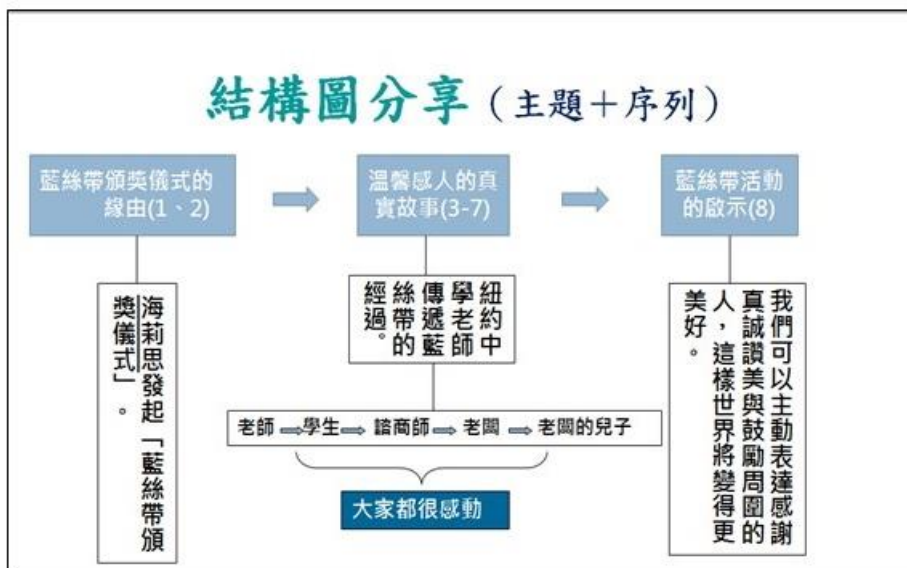 結構圖分享（主題＋序列）
藍絲帶頒獎儀式的
緣由(1、2)
溫馨感人的真
實故事(3-7)
藍絲帶活動
的啟示(8)
海莉思發起「藍絲帶頒
獎儀式」。
紐約中
學老師
傳遞藍
絲帶的
經過。
我們可以主動表達感謝
真誠讚美與鼓勵周圍的
人，這樣世界將變得更
美好。
老師
學生
諮商師
老闆
老闆的兒子
大家都很感動